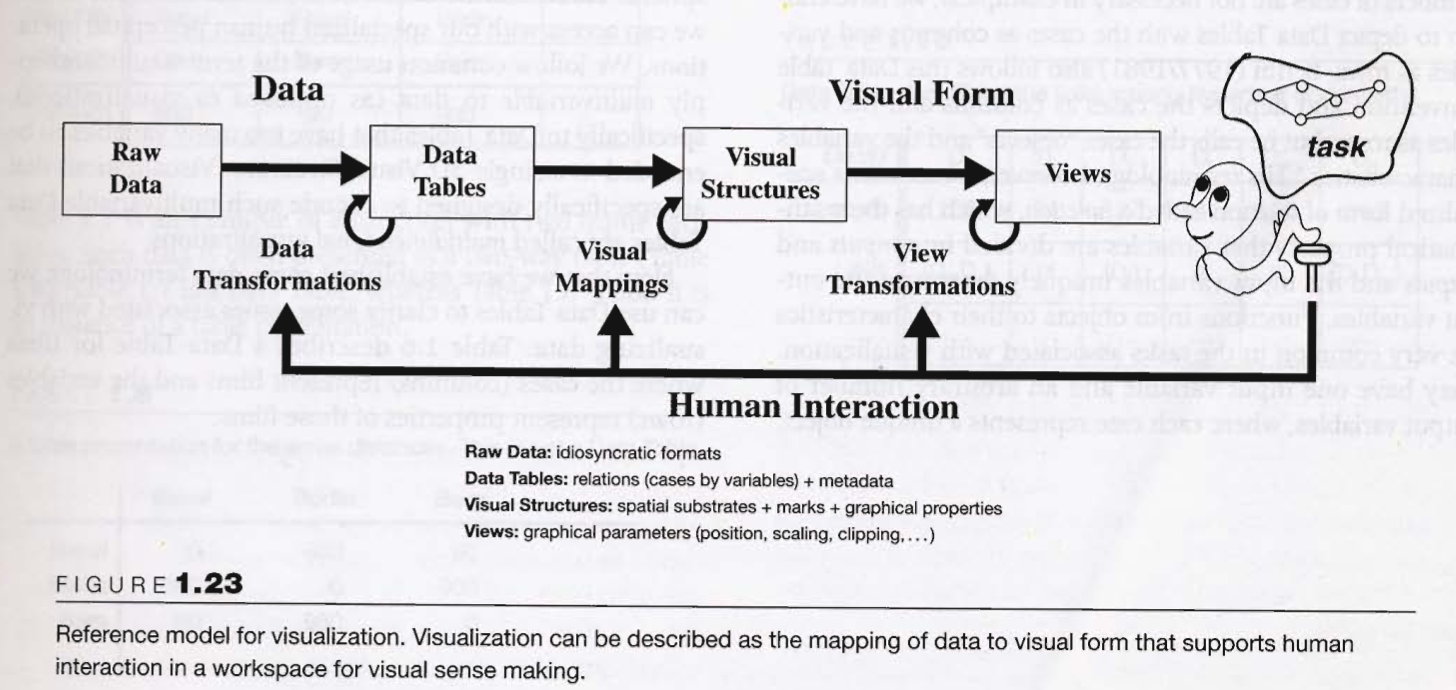 Data
Visual Form
Raw
Data
Data
Tables
Visual
Structures
Views
task
Data
Transformations
Visual
Mappings
View
Transformations
Human Interaction
Raw Data: idiosyncratic formats
Data Tables: relations (cases by variables) + metadata
Visual Structures: spatial substrates + marks + graphical properties
Views: graphical parameters (position, scaling, clipping,...)
FIGURE 1.23
Reference model for visualization. Visualization can be described as the mapping of data to visual form that supports human
interaction in a workspace for visual sense making.